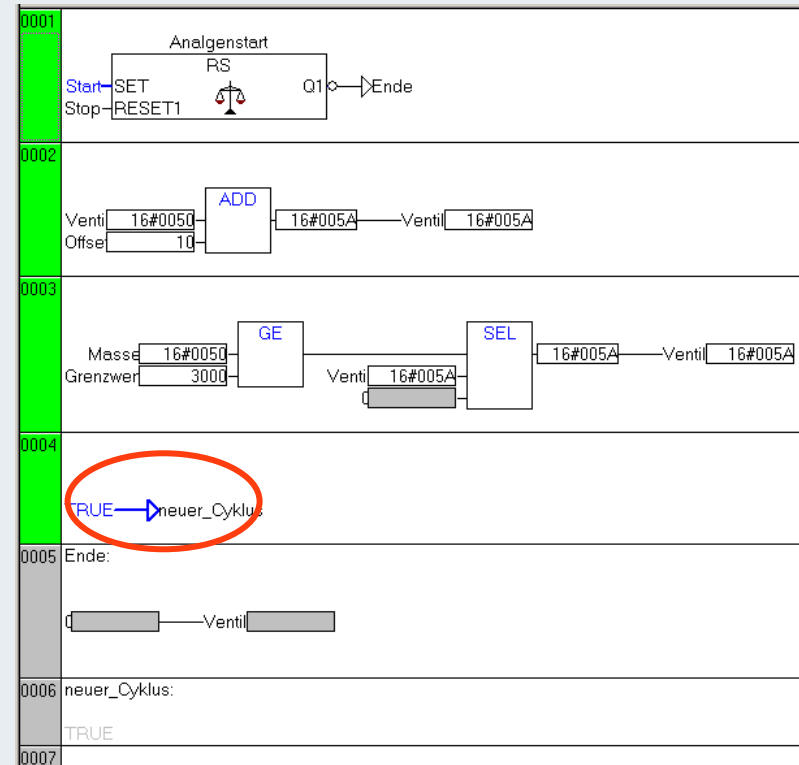 0001
Analgenstart
RS
Start SET Q1 Ende
Stop RESET1
0002
ADD
Venti 16#0050 16#005A Ventil 16#005A
Offse 10
0003
GE SEL
Masse 16#0050 16#005A Ventil 16#005A
Grenzwer 3000 Venti 16#005A
0004
TRUE neuer_Cyklus
0005 Ende:
Ventil
0006 neuer_Cyklus:
TRUE
0007